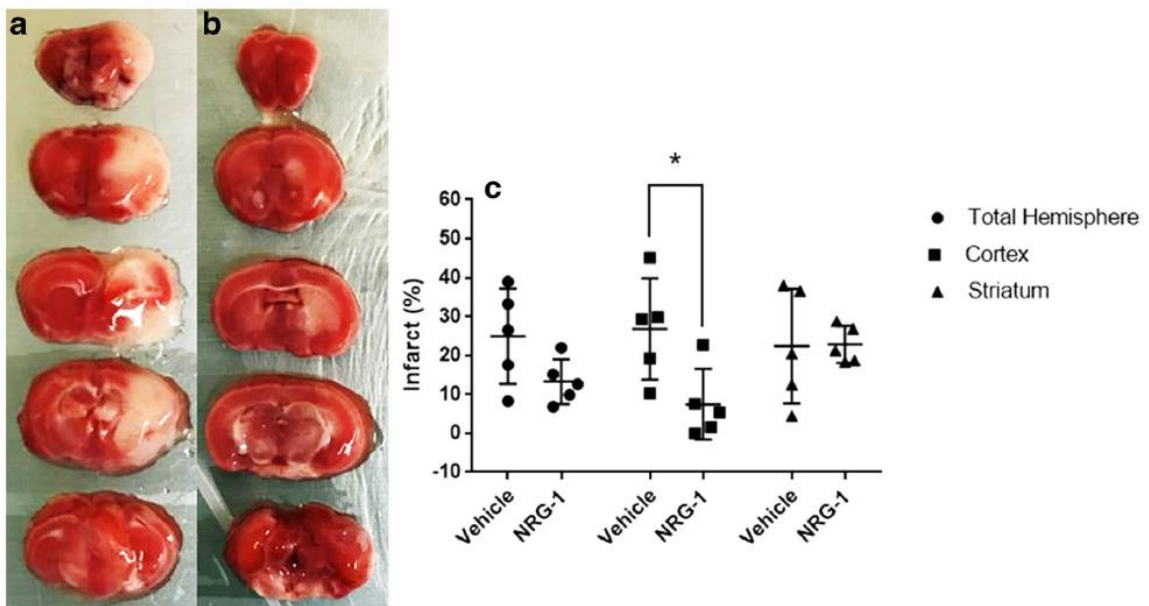 a
b
c
*
60
50
40
30
20
10
0
-10
Infarct (%)
Vehicle
NRG-1
Vehicle
NRG-1
Vehicle
NRG-1
Total Hemisphere
Cortex
Striatum